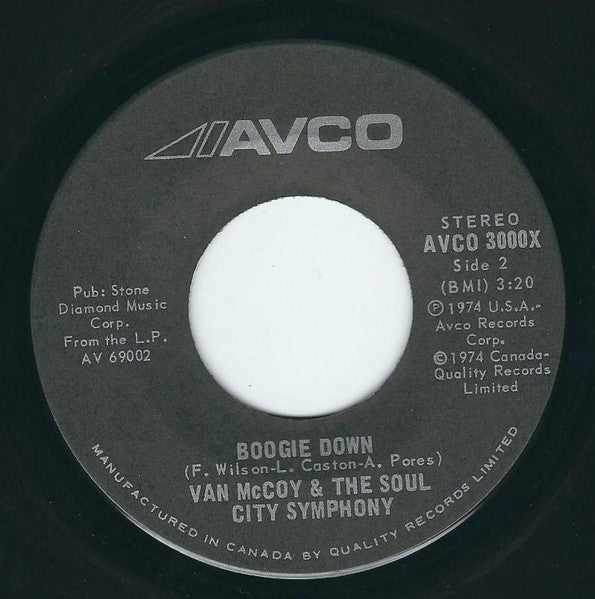 AVCO
STEREO
AVCO 3000X
Side 2
(BMI) 3:20
Ⓟ1974 U.S.A.-
Avco Records
Corp.
©1974 Canada-
Quality Records
Limited
Pub: Stone
Diamond Music
Corp.
From the L.P.
AV 69002
BOOGIE DOWN
(F. Wilson-L. Caston-A. Pores)
VAN McCOY & THE SOUL
CITY SYMPHONY
MANUFACTURED IN CANADA BY QUALITY RECORDS LIMITED